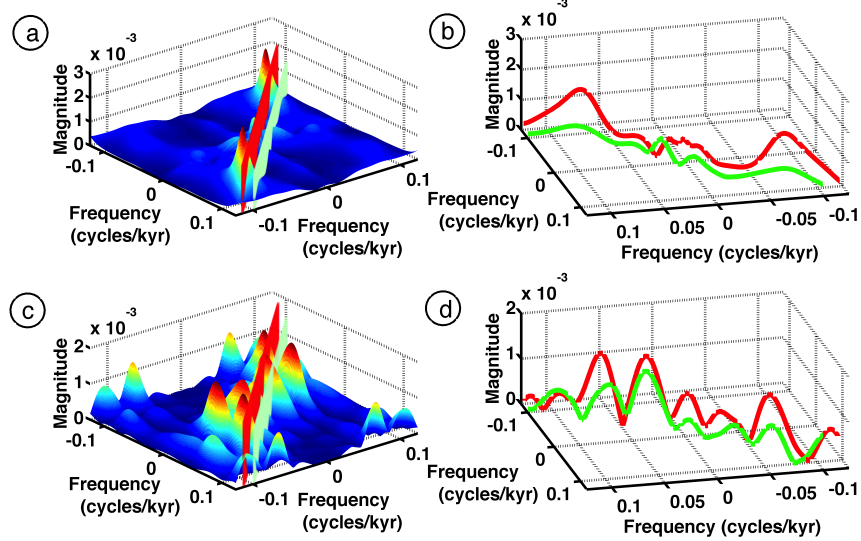 a
x 10 -3
Magnitude
3
2
1
0
-0.1
0
0.1
Frequency
(cycles/kyr)
-0.1
0
0.1
Frequency
(cycles/kyr)
b
x 10 -3
Magnitude
3
2
1
0
-0.1
0
0.1
Frequency
(cycles/kyr)
0.1
0.05
0
-0.05
-0.1
Frequency (cycles/kyr)
c
x 10 -3
Magnitude
2
1
0
-0.1
0
0.1
Frequency
(cycles/kyr)
-0.1
0
0.1
Frequency
(cycles/kyr)
d
x 10 -3
Magnitude
2
1
0
-0.1
0
0.1
Frequency
(cycles/kyr)
0.1
0.05
0
-0.05
-0.1
Frequency (cycles/kyr)